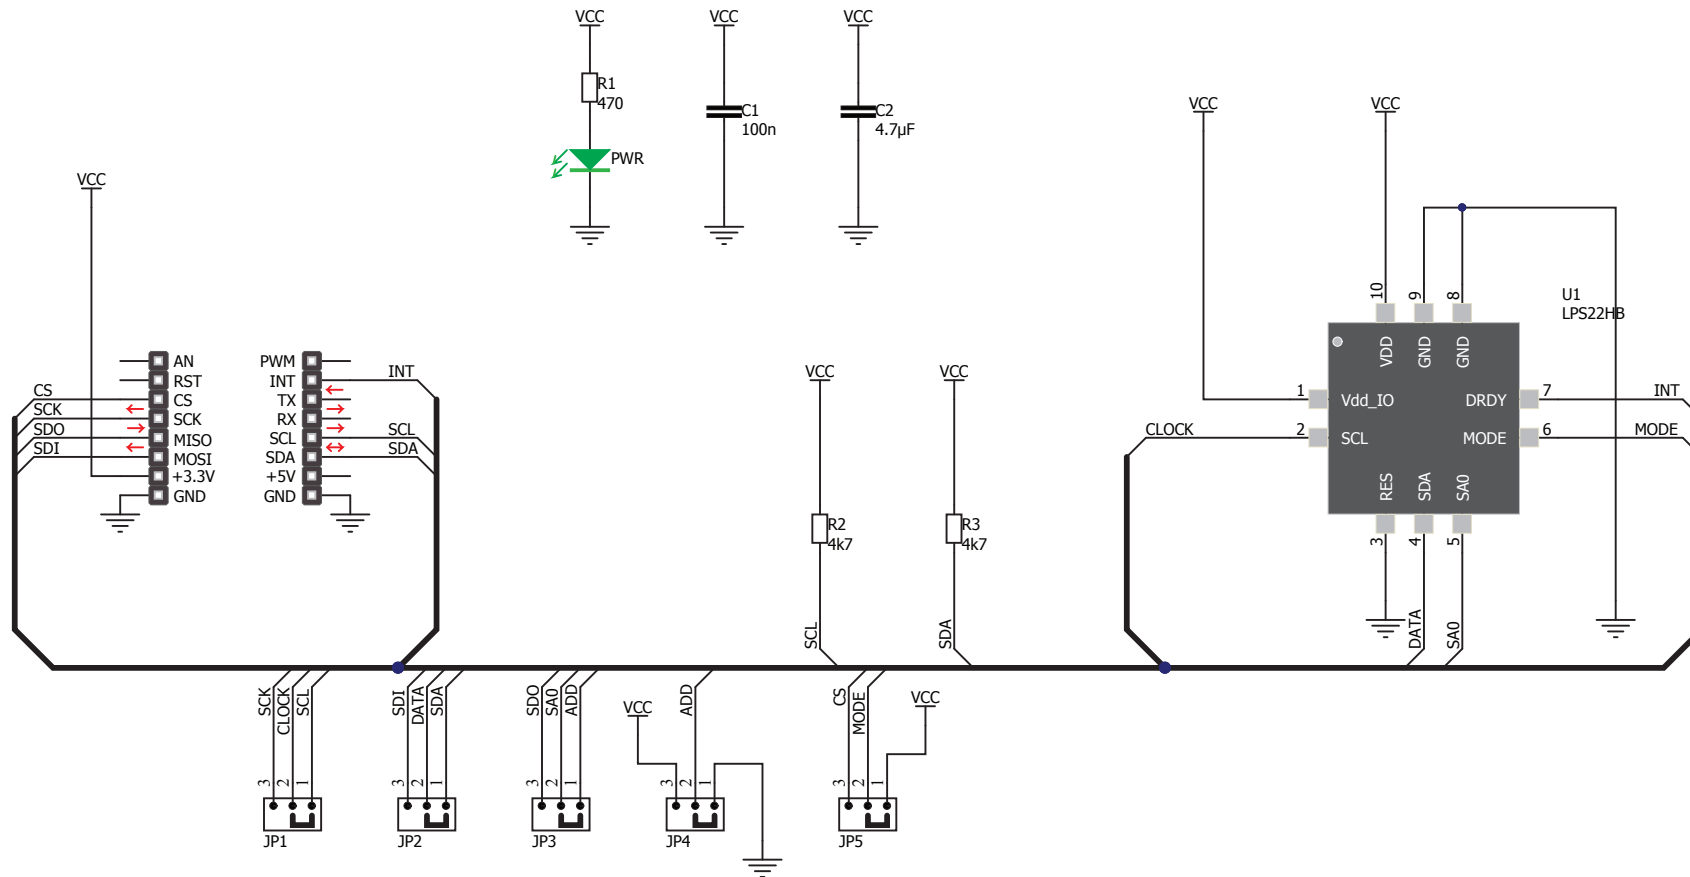 VCC
VCC
VCC
R1
470
C1
100n
C2
4.7µF
PWR
VCC
VCC
VCC
U1
LPS22HB
10
9
8
VDD
GND
GND
1
Vdd_IO
DRDY
7
INT
2
SCL
MODE
6
MODE
CLOCK
RES
SDA
SA0
3
4
5
DATA
SA0
AN
RST
CS
SCK
MISO
MOSI
+3.3V
GND
CS
SCK
SDO
SDI
PWM
INT
TX
RX
SCL
SDA
+5V
GND
INT
SCL
SDA
VCC
VCC
R2
4k7
R3
4k7
SCL
SDA
SCK
CLOCK
SCL
3
2
1
JP1
SDI
DATA
SDA
3
2
1
JP2
SDO
SA0
ADD
3
2
1
JP3
VCC
ADD
3
2
1
JP4
CS
MODE
VCC
3
2
1
JP5